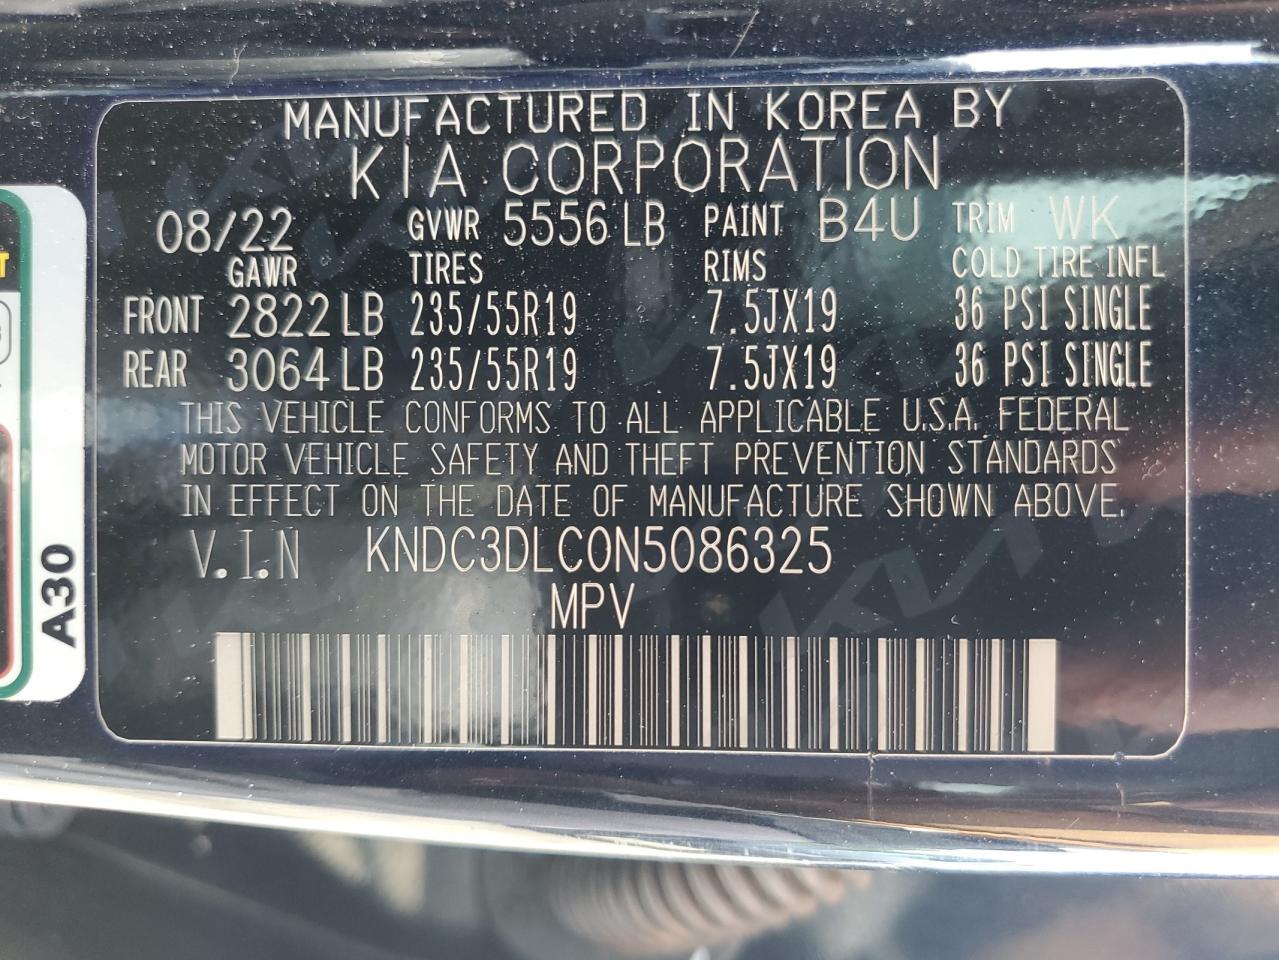 MANUFACTURED IN KOREA BY
KIA CORPORATION
08/22 GVWR 5556 LB PAINT B4U TRIM WK
GAWR TIRES RIMS COLD TIRE INFL
FRONT 2822 LB 235/55R19 7.5JX19 36 PSI SINGLE
REAR 3064 LB 235/55R19 7.5JX19 36 PSI SINGLE
THIS VEHICLE CONFORMS TO ALL APPLICABLE U.S.A. FEDERAL
MOTOR VEHICLE SAFETY AND THEFT PREVENTION STANDARDS
IN EFFECT ON THE DATE OF MANUFACTURE SHOWN ABOVE.
V.I.N KNDC3DLC0N5086325
MPV
A30